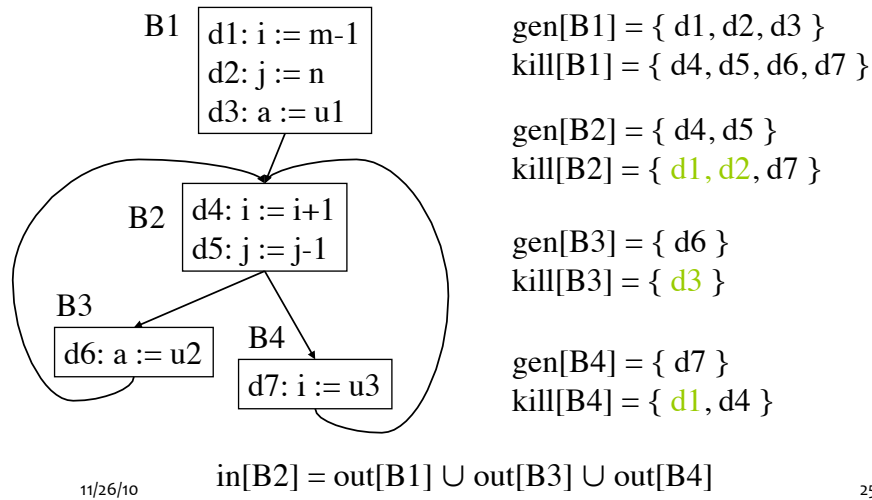 B1
d1: i := m-1
d2: j := n
d3: a := u1
B2
d4: i := i+1
d5: j := j-1
B3
d6: a := u2
B4
d7: i := u3
gen[B1] = { d1, d2, d3 }
kill[B1] = { d4, d5, d6, d7 }
gen[B2] = { d4, d5 }
kill[B2] = { d1, d2, d7 }
gen[B3] = { d6 }
kill[B3] = { d3 }
gen[B4] = { d7 }
kill[B4] = { d1, d4 }
in[B2] = out[B1] ∪ out[B3] ∪ out[B4]
11/26/10
25